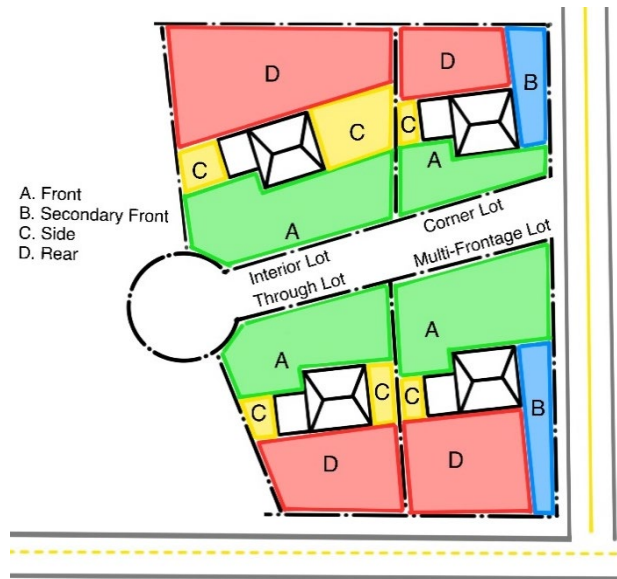 D
D
B
C
C
C
A
A. Front
B. Secondary Front
C. Side
D. Rear
A
Corner Lot
Interior Lot
Multi-Frontage Lot
Through Lot
A
A
C
C
C
B
D
D